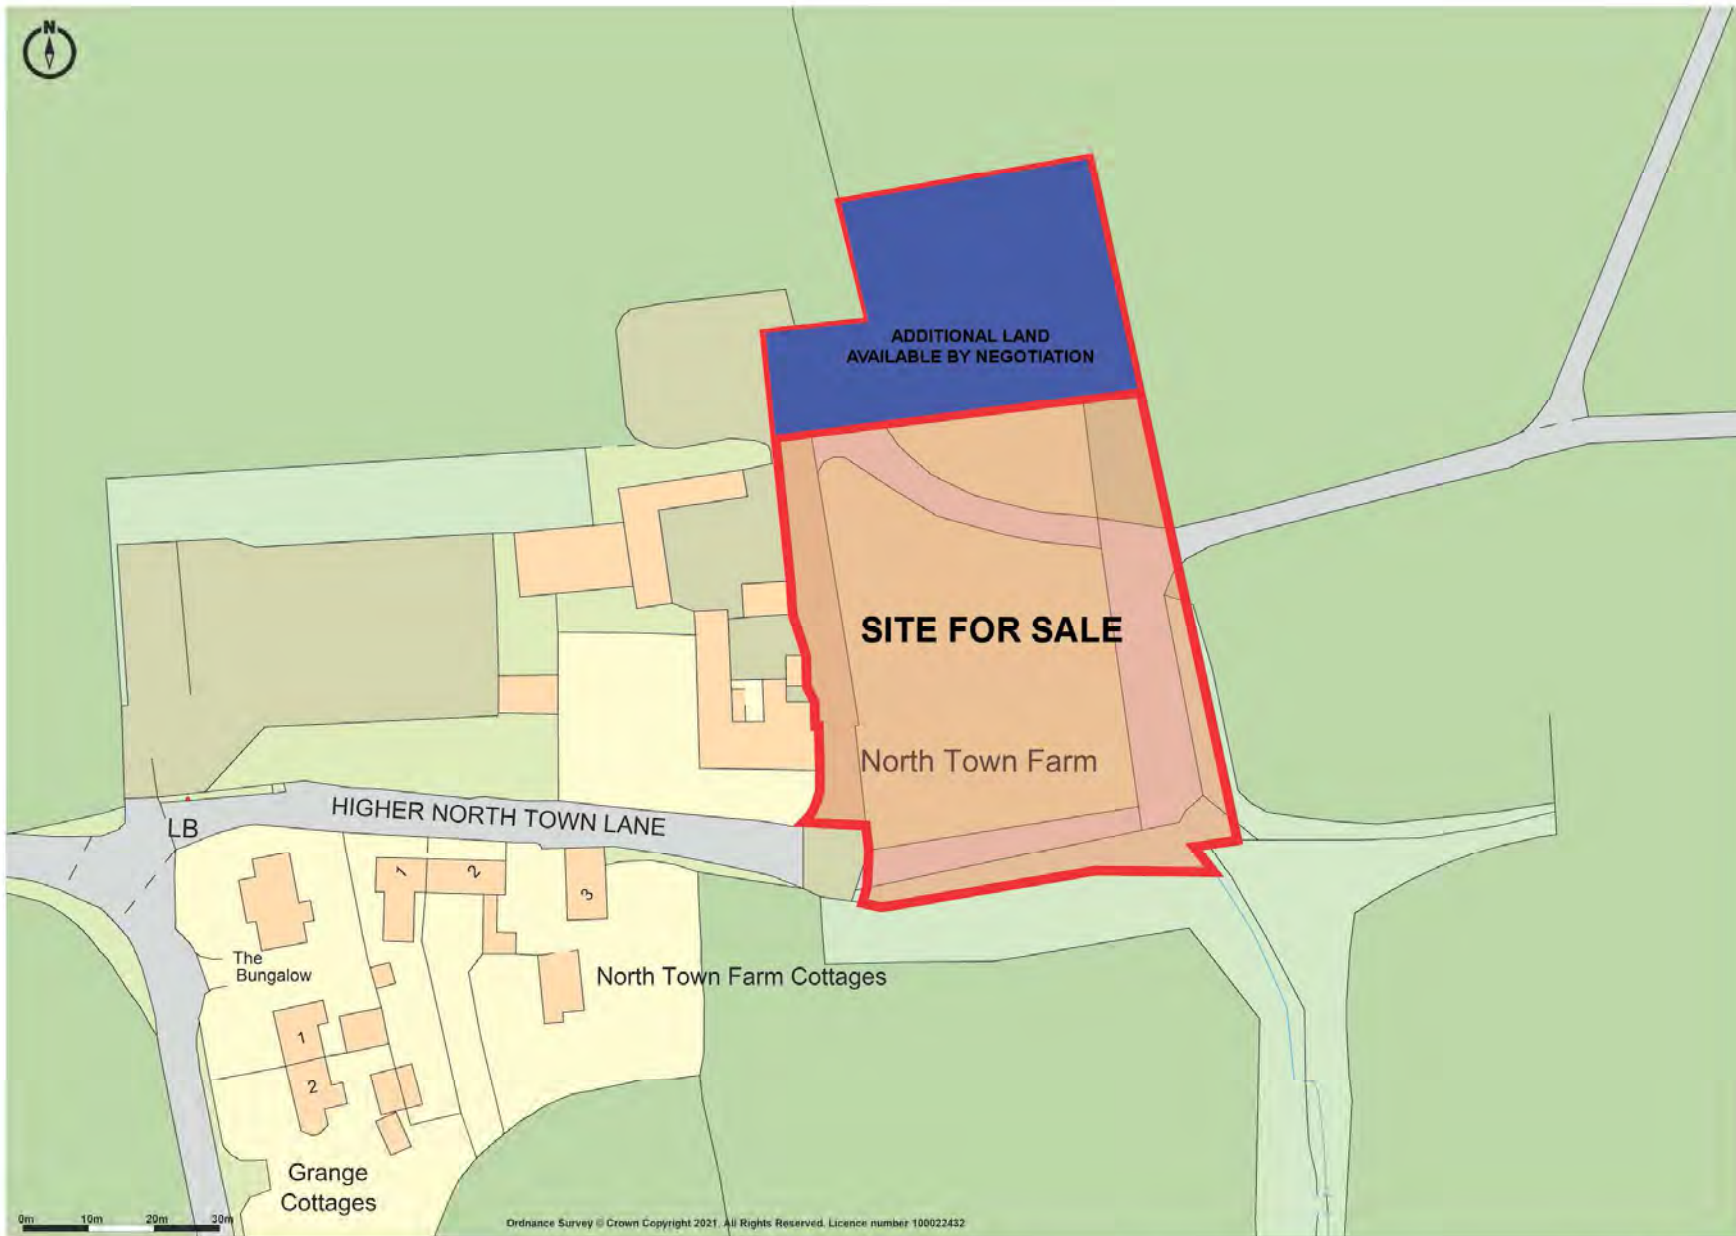 N
ADDITIONAL LAND
AVAILABLE BY NEGOTIATION
SITE FOR SALE
North Town Farm
HIGHER NORTH TOWN LANE
LB
1
2
3
The
Bungalow
North Town Farm Cottages
1
2
Grange
Cottages
0m 10m 20m 30m
Ordnance Survey © Crown Copyright 2021. All Rights Reserved. Licence number 100022432